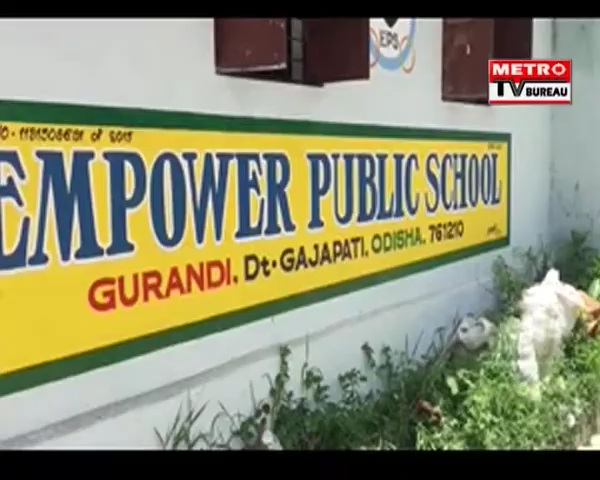 EPS
METRO
TV BUREAU
EMPOWER PUBLIC SCHOOL
GURANDI. Dt-GAJAPATI. ODISHA. 761210